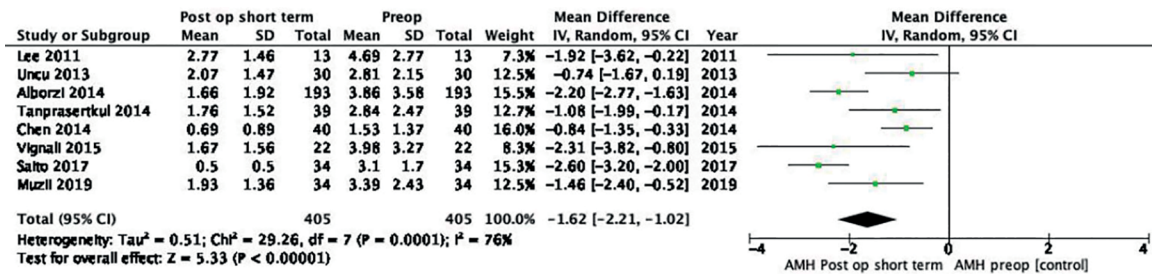 Post op short term Preop Mean Difference Mean Difference
Study or Subgroup Mean SD Total Mean SD Total Weight IV, Random, 95% CI Year IV, Random, 95% CI
Lee 2011 2.77 1.46 13 4.69 2.77 13 7.3% −1.92 [−3.62, −0.22] 2011
Uncu 2013 2.07 1.47 30 2.81 2.15 30 12.5% −0.74 [−1.67, 0.19] 2013
Alborzi 2014 1.66 1.92 193 3.86 3.58 193 15.5% −2.20 [−2.77, −1.63] 2014
Tanprasertkul 2014 1.76 1.52 39 2.84 2.47 39 12.7% −1.08 [−1.99, −0.17] 2014
Chen 2014 0.69 0.89 40 1.53 1.37 40 16.0% −0.84 [−1.35, −0.33] 2014
Vignali 2015 1.67 1.56 22 3.98 3.27 22 8.3% −2.31 [−3.82, −0.80] 2015
Saito 2017 0.5 0.5 34 3.1 1.7 34 15.3% −2.60 [−3.20, −2.00] 2017
Muzii 2019 1.93 1.36 34 3.39 2.43 34 12.5% −1.46 [−2.40, −0.52] 2019
Total (95% CI) 405 405 100.0% −1.62 [−2.21, −1.02]
Heterogeneity: Tau² = 0.51; Chi² = 29.26, df = 7 (P = 0.0001); I² = 76%
Test for overall effect: Z = 5.33 (P < 0.00001)
−4 −2 0 2 4
AMH Post op short term AMH preop [control]